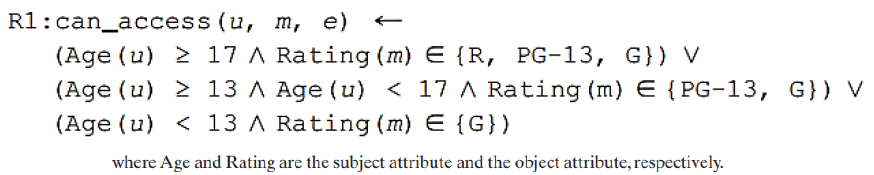 R1:can_access(u, m, e) ←
(Age(u) ≥ 17 ∧ Rating(m) ∈ {R, PG-13, G}) ∨
(Age(u) ≥ 13 ∧ Age(u) < 17 ∧ Rating(m) ∈ {PG-13, G}) ∨
(Age(u) < 13 ∧ Rating(m) ∈ {G})
where Age and Rating are the subject attribute and the object attribute, respectively.